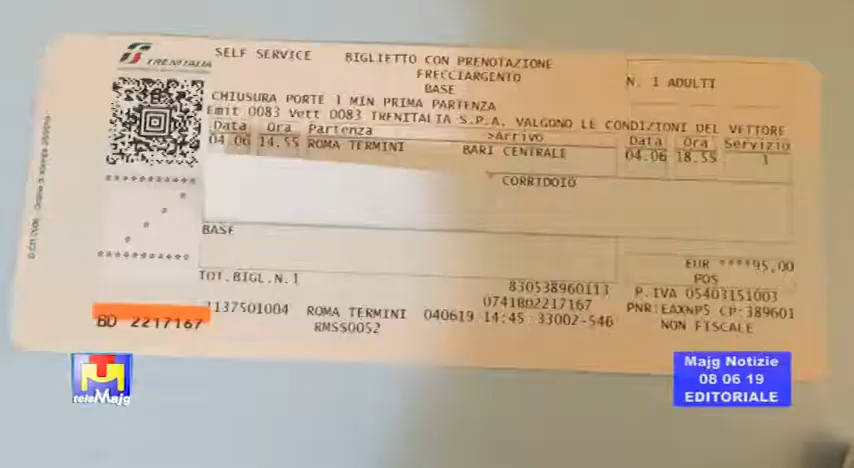 TRENITALIA
SELF SERVICE BIGLIETTO CON PRENOTAZIONE
FRECCIARGENTO
BASE
N. 1 ADULTI
CHIUSURA PORTE 1 MIN PRIMA PARTENZA
Emit 0083 Vett 0083 TRENITALIA S.P.A. VALGONO LE CONDIZIONI DEL VETTORE
Data Ora Partenza >Arrivo Data Ora Servizio
04.06 14.55 ROMA TERMINI BARI CENTRALE 04.06 18.55 1
CORRIDOIO
BASE
EUR ****95,00
TOT.BIGL.N.1 830538960113 POS
0741BD2217167 P.IVA 05403151003
1137501004 ROMA TERMINI 040619 14:45 33002-546 PNR:EAXNP5 CP:389601
BD 2217167 RMSS0052 NON FISCALE
teleMajg
Majg Notizie
08 06 19
EDITORIALE